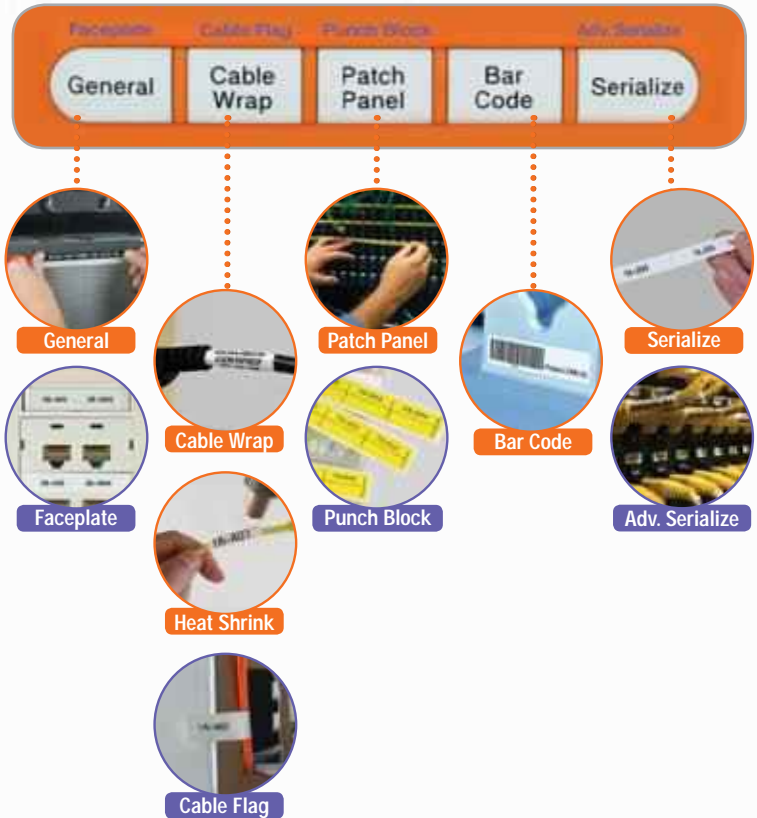 Faceplate Cable Flag Punch Block Adv. Serialize
General Cable Wrap Patch Panel Bar Code Serialize
General
Patch Panel
Serialize
Cable Wrap
Bar Code
Faceplate
Punch Block
Adv. Serialize
Heat Shrink
Cable Flag